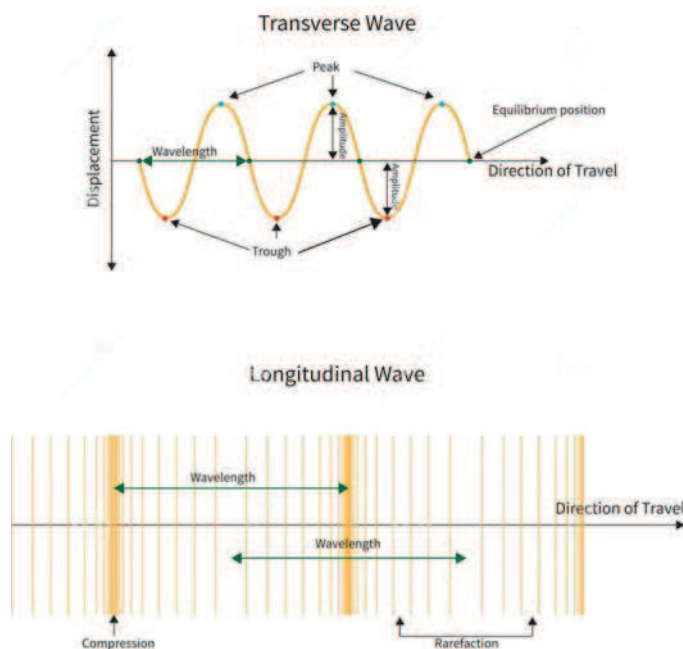 Transverse Wave
Peak
Equilibrium position
Displacement
Wavelength
Amplitude
Direction of Travel
Amplitude
Trough
Longitudinal Wave
Wavelength
Direction of Travel
Wavelength
Compression
Rarefaction